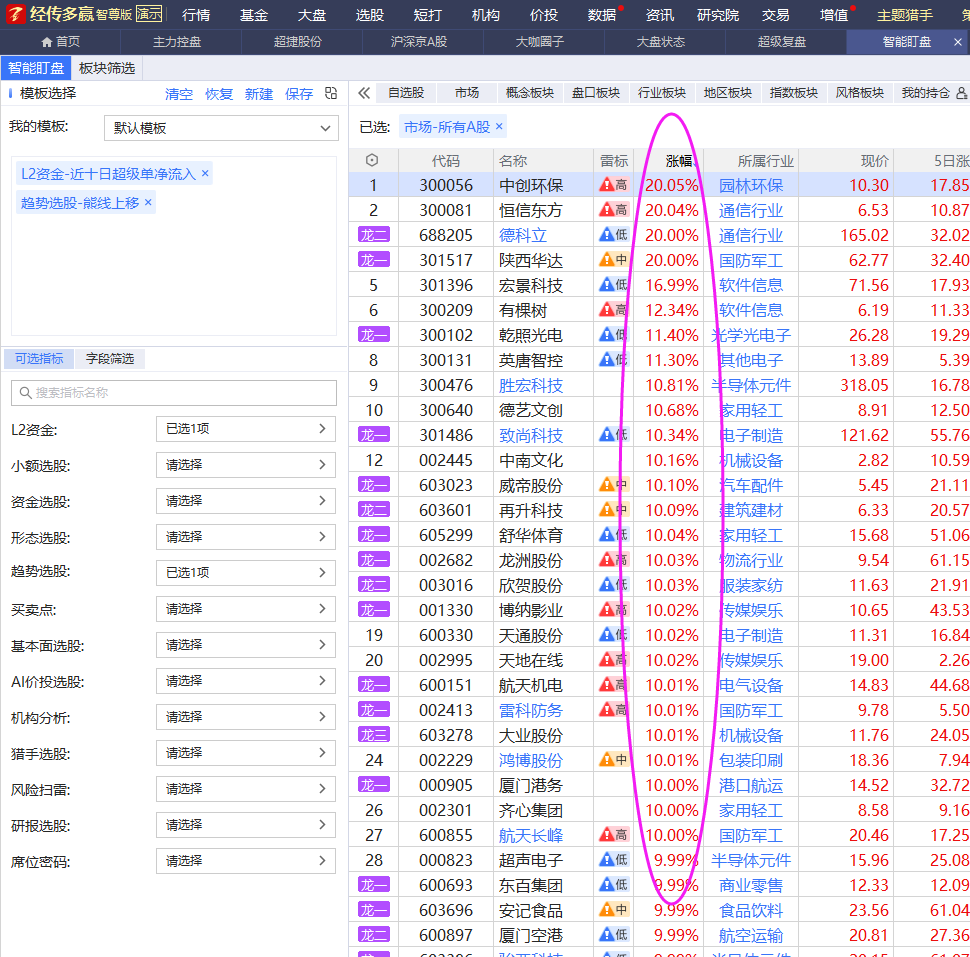 经传多赢 智尊版 演示 行情 基金 大盘 选股 短打 机构 价投 数据 资讯 研究院 交易 增值 主题猎手
首页 主力控盘 超捷股份 沪深京A股 大咖圈子 大盘状态 超级复盘 智能盯盘 ×
智能盯盘 板块筛选
模板选择 清空 恢复 新建 保存
自选股 市场 概念板块 盘口板块 行业板块 地区板块 指数板块 风格板块 我的持仓
我的模板: 默认模板
已选: 市场-所有A股 ×
L2资金-近十日超级单净流入 ×
趋势选股-熊线上移 ×
可选指标 字段筛选
搜索指标名称
L2资金: 已选1项
小额选股: 请选择
资金选股: 请选择
形态选股: 请选择
趋势选股: 已选1项
买卖点: 请选择
基本面选股: 请选择
AI价投选股: 请选择
机构分析: 请选择
猎手选股: 请选择
风险扫雷: 请选择
研报选股: 请选择
席位密码: 请选择
代码 名称 雷标 涨幅 所属行业 现价 5日涨
1 300056 中创环保 高 20.05% 园林环保 10.30 17.85
2 300081 恒信东方 高 20.04% 通信行业 6.53 10.87
龙二 688205 德科立 低 20.00% 通信行业 165.02 32.02
龙一 301517 陕西华达 中 20.00% 国防军工 62.77 32.40
5 301396 宏景科技 低 16.99% 软件信息 71.56 17.93
6 300209 有棵树 高 12.34% 软件信息 6.19 11.33
龙一 300102 乾照光电 低 11.40% 光学光电子 26.28 19.29
8 300131 英唐智控 低 11.30% 其他电子 13.89 5.39
9 300476 胜宏科技 10.81% 半导体元件 318.05 16.78
10 300640 德艺文创 10.68% 家用轻工 8.91 12.50
龙一 301486 致尚科技 低 10.34% 电子制造 121.62 55.76
12 002445 中南文化 10.16% 机械设备 2.82 10.59
龙一 603023 威帝股份 中 10.10% 汽车配件 5.45 21.11
龙二 603601 再升科技 中 10.09% 建筑建材 6.33 20.57
龙一 605299 舒华体育 低 10.04% 家用轻工 15.68 51.06
龙一 002682 龙洲股份 高 10.03% 物流行业 9.54 61.15
龙二 003016 欣贺股份 低 10.03% 服装家纺 11.63 21.91
龙一 001330 博纳影业 高 10.02% 传媒娱乐 10.65 43.53
19 600330 天通股份 低 10.02% 电子制造 11.31 16.84
20 002995 天地在线 高 10.02% 传媒娱乐 19.00 2.26
龙一 600151 航天机电 高 10.01% 电气设备 14.83 44.68
龙一 002413 雷科防务 高 10.01% 国防军工 9.78 5.50
龙三 603278 大业股份 10.01% 机械设备 11.76 24.05
24 002229 鸿博股份 中 10.01% 包装印刷 18.36 7.94
龙一 000905 厦门港务 10.00% 港口航运 14.52 32.72
26 002301 齐心集团 10.00% 家用轻工 8.58 9.16
27 600855 航天长峰 高 10.00% 国防军工 20.46 17.25
28 000823 超声电子 低 9.99% 半导体元件 15.96 25.08
龙一 600693 东百集团 低 9.99% 商业零售 12.33 12.09
龙一 603696 安记食品 中 9.99% 食品饮料 23.56 61.04
龙二 600897 厦门空港 低 9.99% 航空运输 20.81 27.36